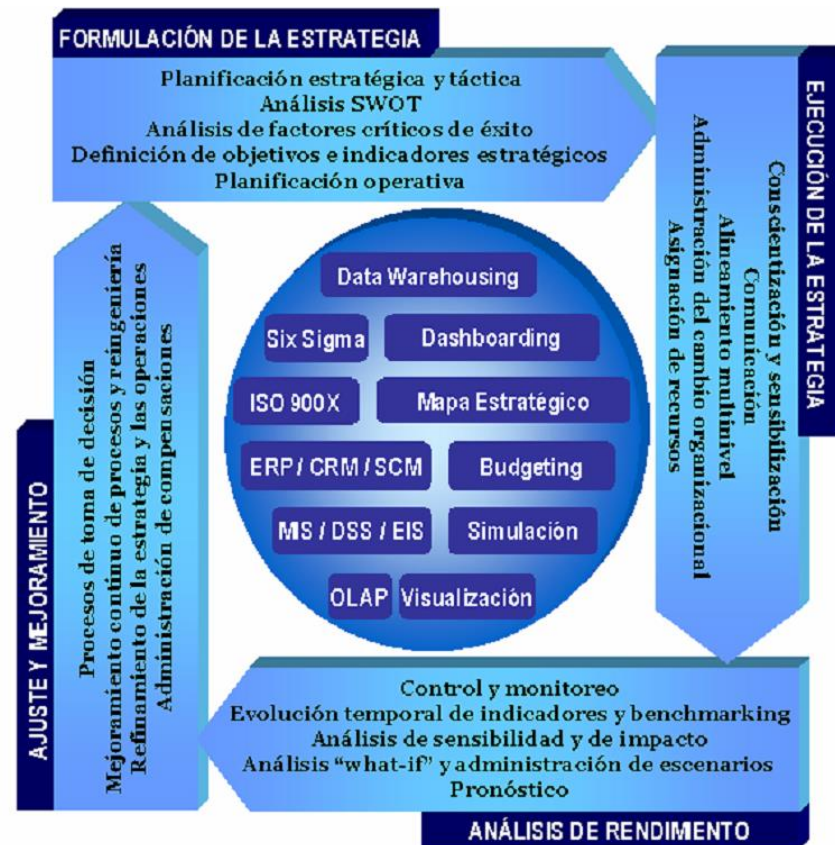 FORMULACIÓN DE LA ESTRATEGIA
Planificación estratégica y táctica
Análisis SWOT
Análisis de factores críticos de éxito
Definición de objetivos e indicadores estratégicos
Planificación operativa
EJECUCIÓN DE LA ESTRATEGIA
Conscientización y sensibilización
Comunicación
Alineamiento multinivel
Administración del cambio organizacional
Asignación de recursos
Data Warehousing
Six Sigma
Dashboarding
ISO 900X
Mapa Estratégico
ERP / CRM / SCM
Budgeting
MIS / DSS / EIS
Simulación
OLAP
Visualización
Control y monitoreo
Evolución temporal de indicadores y benchmarking
Análisis de sensibilidad y de impacto
Análisis “what-if” y administración de escenarios
Pronóstico
ANÁLISIS DE RENDIMENTO
AJUSTE Y MEJORAMIENTO
Procesos de toma de decisión
Mejoramiento continuo de procesos y reingeniería
Refinamiento de la estrategia y las operaciones
Administración de compensaciones